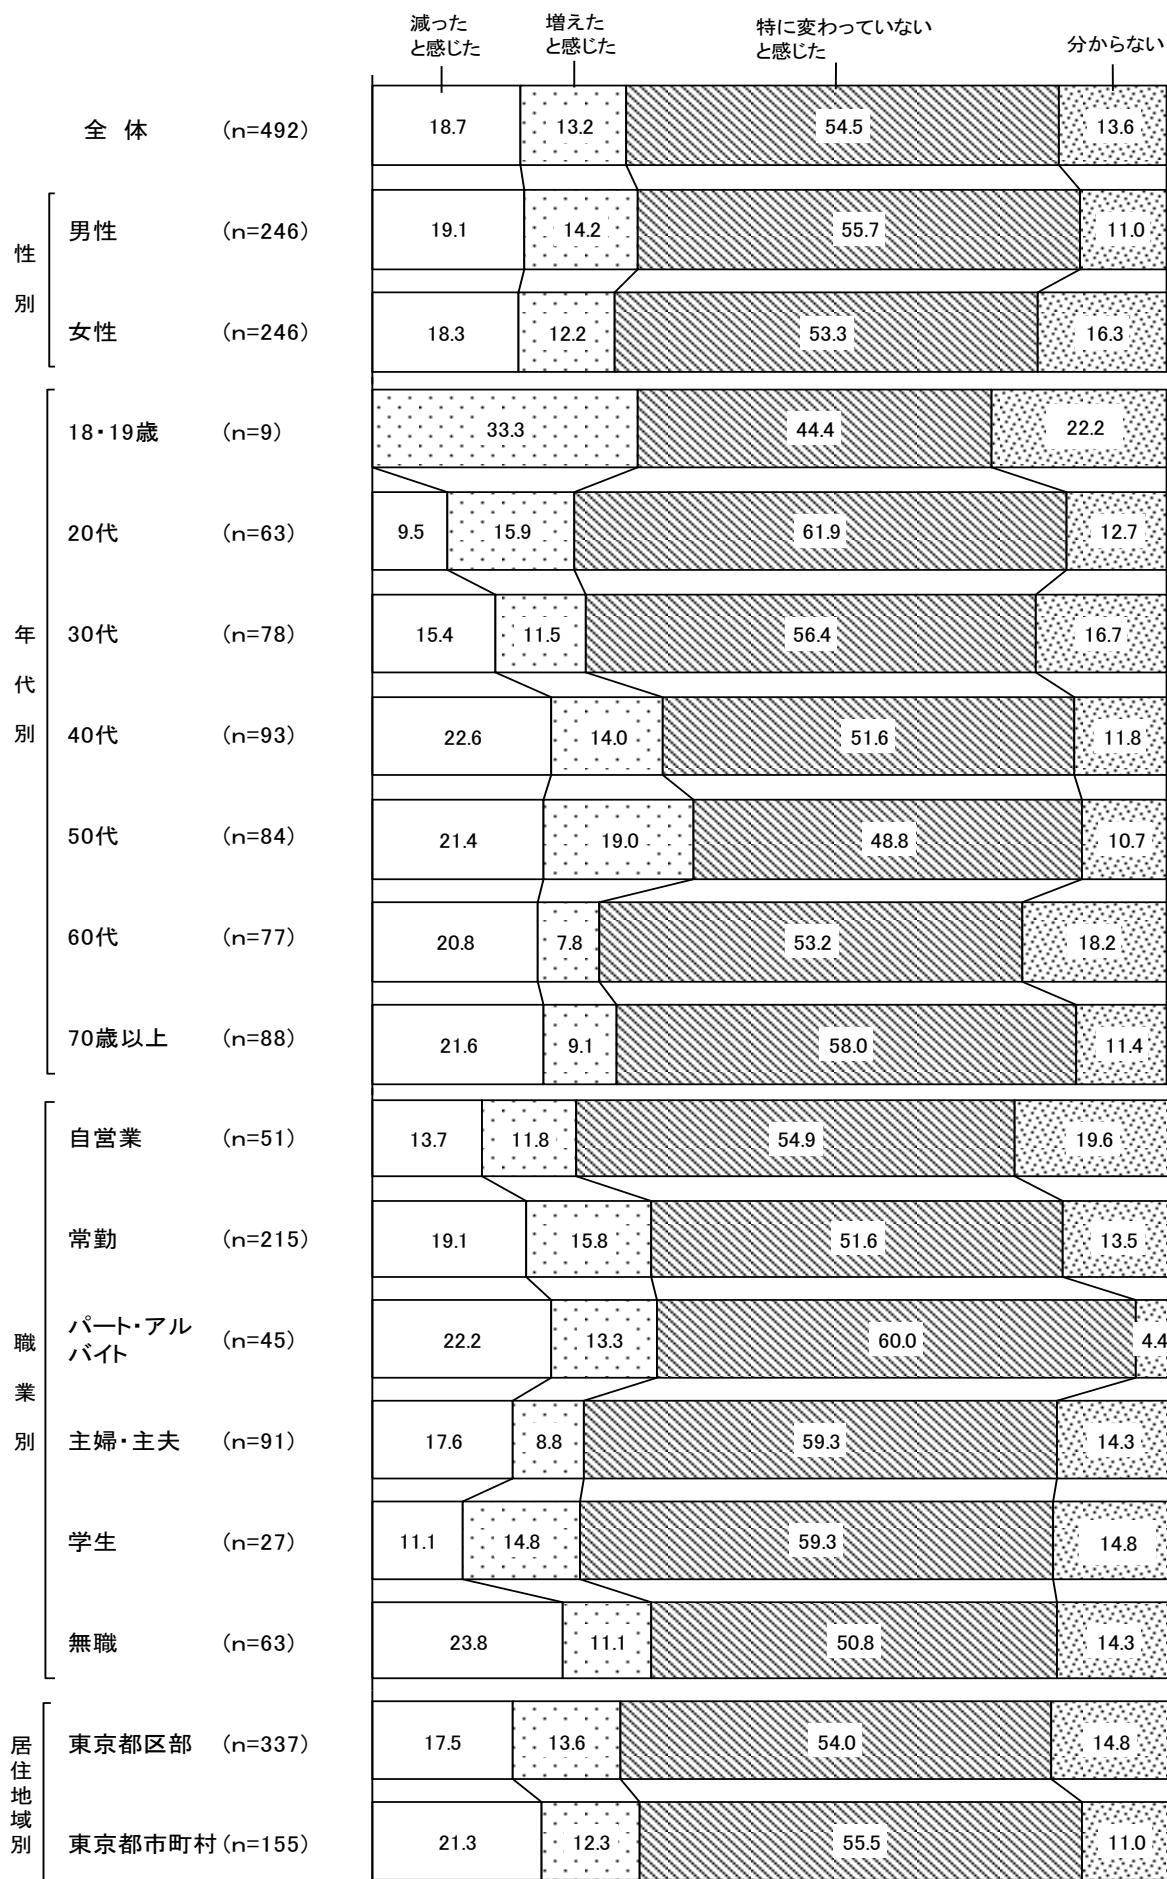 減った
と感じた
増えた
と感じた
特に変わっていない
と感じた
分からない
全 体 (n=492) 18.7 13.2 54.5 13.6
性別
男性 (n=246) 19.1 14.2 55.7 11.0
女性 (n=246) 18.3 12.2 53.3 16.3
年代別
18・19歳 (n=9) 33.3 44.4 22.2
20代 (n=63) 9.5 15.9 61.9 12.7
30代 (n=78) 15.4 11.5 56.4 16.7
40代 (n=93) 22.6 14.0 51.6 11.8
50代 (n=84) 21.4 19.0 48.8 10.7
60代 (n=77) 20.8 7.8 53.2 18.2
70歳以上 (n=88) 21.6 9.1 58.0 11.4
職業別
自営業 (n=51) 13.7 11.8 54.9 19.6
常勤 (n=215) 19.1 15.8 51.6 13.5
パート・アル
バイト (n=45) 22.2 13.3 60.0 4.4
主婦・主夫 (n=91) 17.6 8.8 59.3 14.3
学生 (n=27) 11.1 14.8 59.3 14.8
無職 (n=63) 23.8 11.1 50.8 14.3
居住地域別
東京都区部 (n=337) 17.5 13.6 54.0 14.8
東京都市町村 (n=155) 21.3 12.3 55.5 11.0